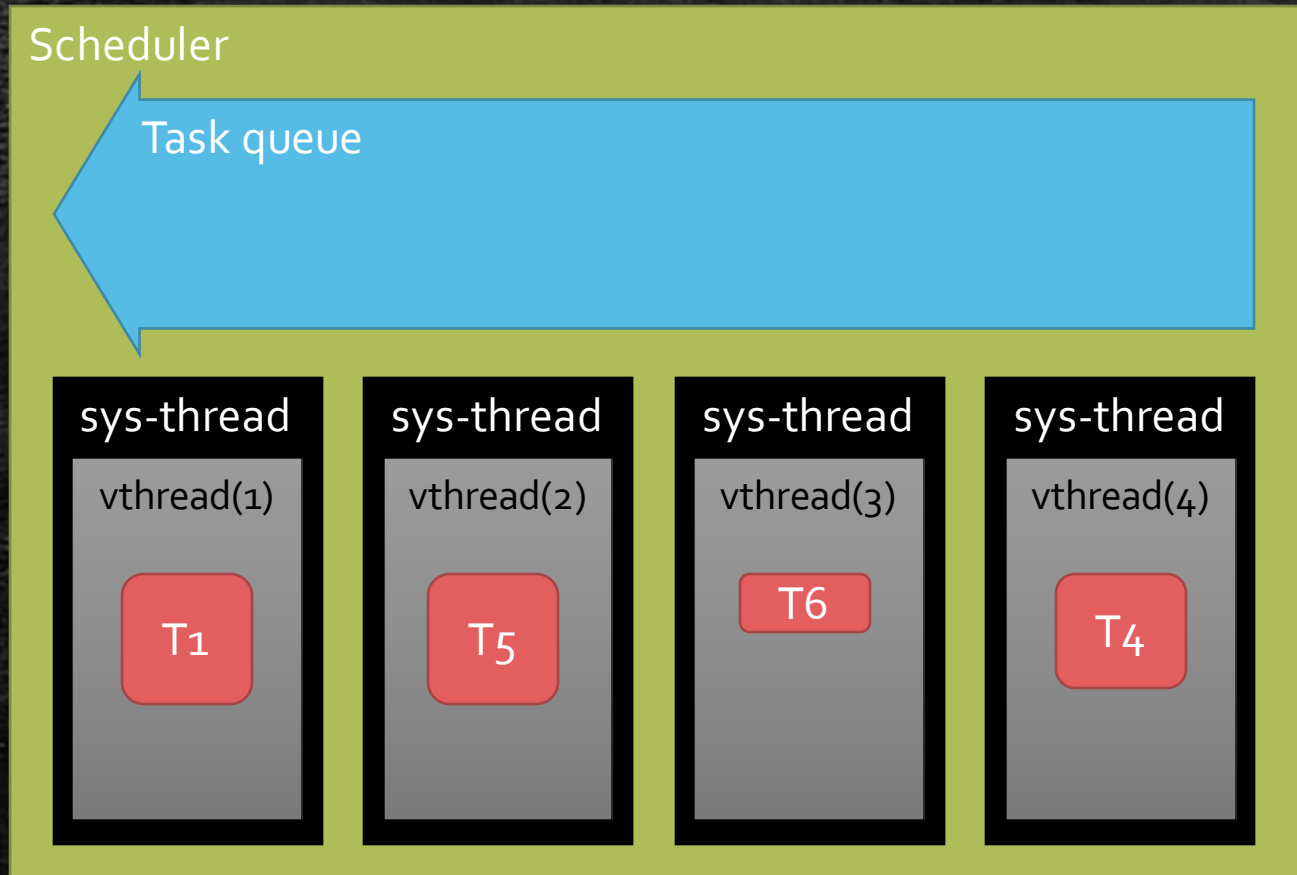 Scheduler
Task queue
sys-thread
sys-thread
sys-thread
sys-thread
vthread(1)
vthread(2)
vthread(3)
vthread(4)
T1
T5
T6
T4